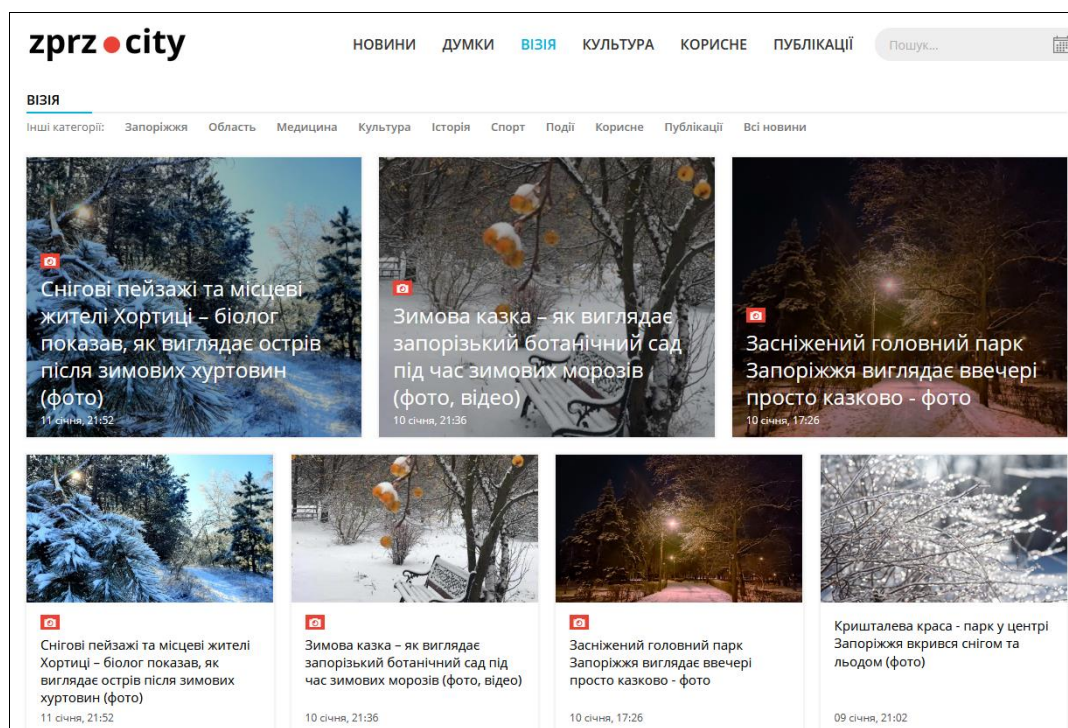 zprz city
НОВИНИ ДУМКИ ВІЗІЯ КУЛЬТУРА КОРИСНЕ ПУБЛІКАЦІЇ Пошук...
ВІЗІЯ
Інші категорії: Запоріжжя Область Медицина Культура Історія Спорт Події Корисне Публікації Всі новини
Снігові пейзажі та місцеві
жителі Хортиці – біолог
показав, як виглядає острів
після зимових хуртовин
(фото)
11 січня, 21:52
Зимова казка – як виглядає
запорізький ботанічний сад
під час зимових морозів
(фото, відео)
10 січня, 21:36
Засніжений головний парк
Запоріжжя виглядає ввечері
просто казково - фото
10 січня, 17:26
Снігові пейзажі та місцеві жителі
Хортиці – біолог показав, як
виглядає острів після зимових
хуртовин (фото)
11 січня, 21:52
Зимова казка – як виглядає
запорізький ботанічний сад під
час зимових морозів (фото, відео)
10 січня, 21:36
Засніжений головний парк
Запоріжжя виглядає ввечері
просто казково - фото
10 січня, 17:26
Кришталева краса - парк у центрі
Запоріжжя вкрився снігом та
льодом (фото)
09 січня, 21:02